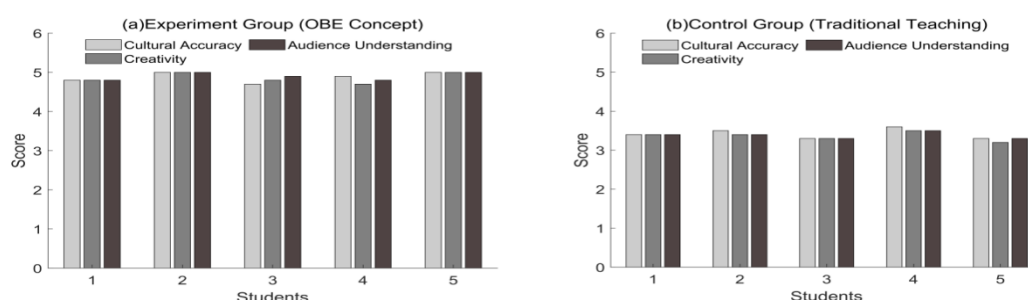 (a)Experiment Group (OBE Concept)
6
5
4
3
2
1
0
Score
Cultural Accuracy
Audience Understanding
Creativity
1 2 3 4 5
Students
(b)Control Group (Traditional Teaching)
6
5
4
3
2
1
0
Score
Cultural Accuracy
Audience Understanding
Creativity
1 2 3 4 5
Students